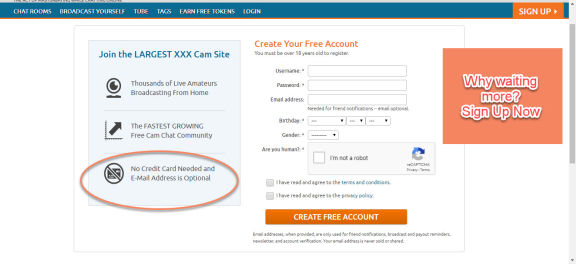 CHAT ROOMS BROADCAST YOURSELF TUBE TAGS EARN FREE TOKENS LOGIN
SIGN UP
Join the LARGEST XXX Cam Site
Thousands of Live Amateurs
Broadcasting From Home
The FASTEST GROWING
Free Cam Chat Community
No Credit Card Needed and
E-Mail Address is Optional
Create Your Free Account
You must be over 18 years old to register.
Username: *
Password: *
Email address:
Needed for friend notifications -- email optional.
Birthday: * --- --- ---
Gender: * ---------
Are you human?: *
I'm not a robot
reCAPTCHA
Privacy - Terms
I have read and agree to the terms and conditions.
I have read and agree to the privacy policy.
CREATE FREE ACCOUNT
Email addresses, when provided, are only used for friend notifications, broadcast and payout reminders,
newsletter, and account verification. Your email address is never sold or shared.
Why waiting
more?
Sign Up Now